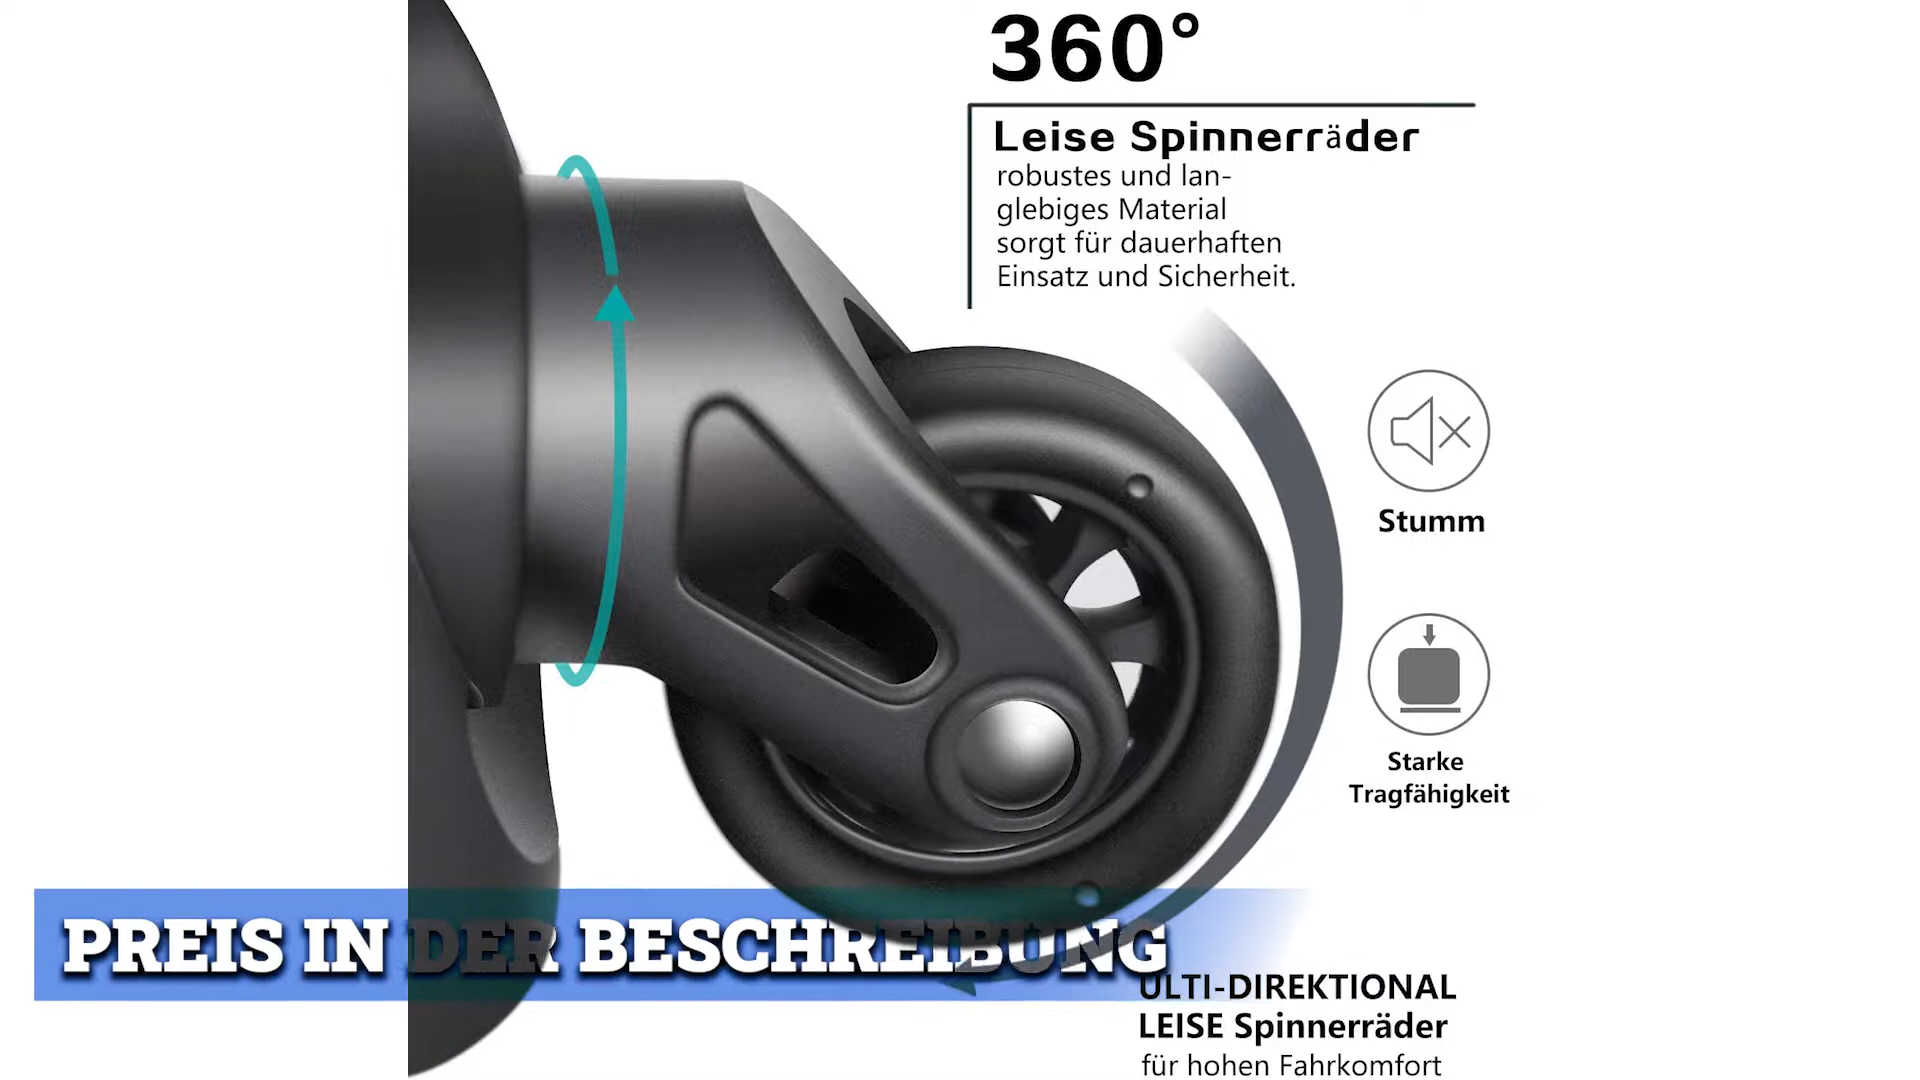 360°
Leise Spinnerräder
robustes und lan-
glebiges Material
sorgt für dauerhaften
Einsatz und Sicherheit.
Stumm
Starke
Tragfähigkeit
PREIS IN DER BESCHREIBUNG
ULTI-DIREKTIONAL
LEISE Spinnerräder
für hohen Fahrkomfort